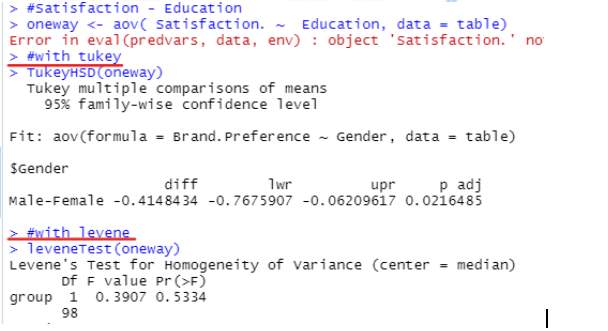 > #Satisfaction - Education
> oneway <- aov( Satisfaction. ~  Education, data = table)
Error in eval(predvars, data, env) : object 'Satisfaction.' no
> #with tukey
> TukeyHSD(oneway)
  Tukey multiple comparisons of means
    95% family-wise confidence level

Fit: aov(formula = Brand.Preference ~ Gender, data = table)

$Gender
                  diff        lwr         upr     p adj
Male-Female -0.4148434 -0.7675907 -0.06209617 0.0216485

> #with levene
> leveneTest(oneway)
Levene's Test for Homogeneity of Variance (center = median)
      Df F value Pr(>F)
group  1  0.3907 0.5334
      98